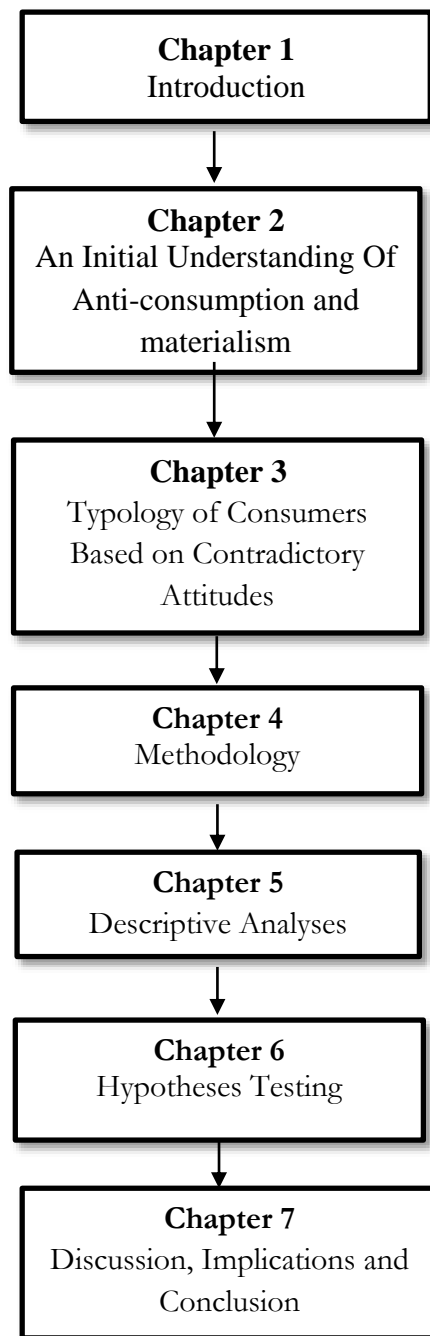 Chapter 1
Introduction
Chapter 2
An Initial Understanding Of
Anti-consumption and
materialism
Chapter 3
Typology of Consumers
Based on Contradictory
Attitudes
Chapter 4
Methodology
Chapter 5
Descriptive Analyses
Chapter 6
Hypotheses Testing
Chapter 7
Discussion, Implications and
Conclusion